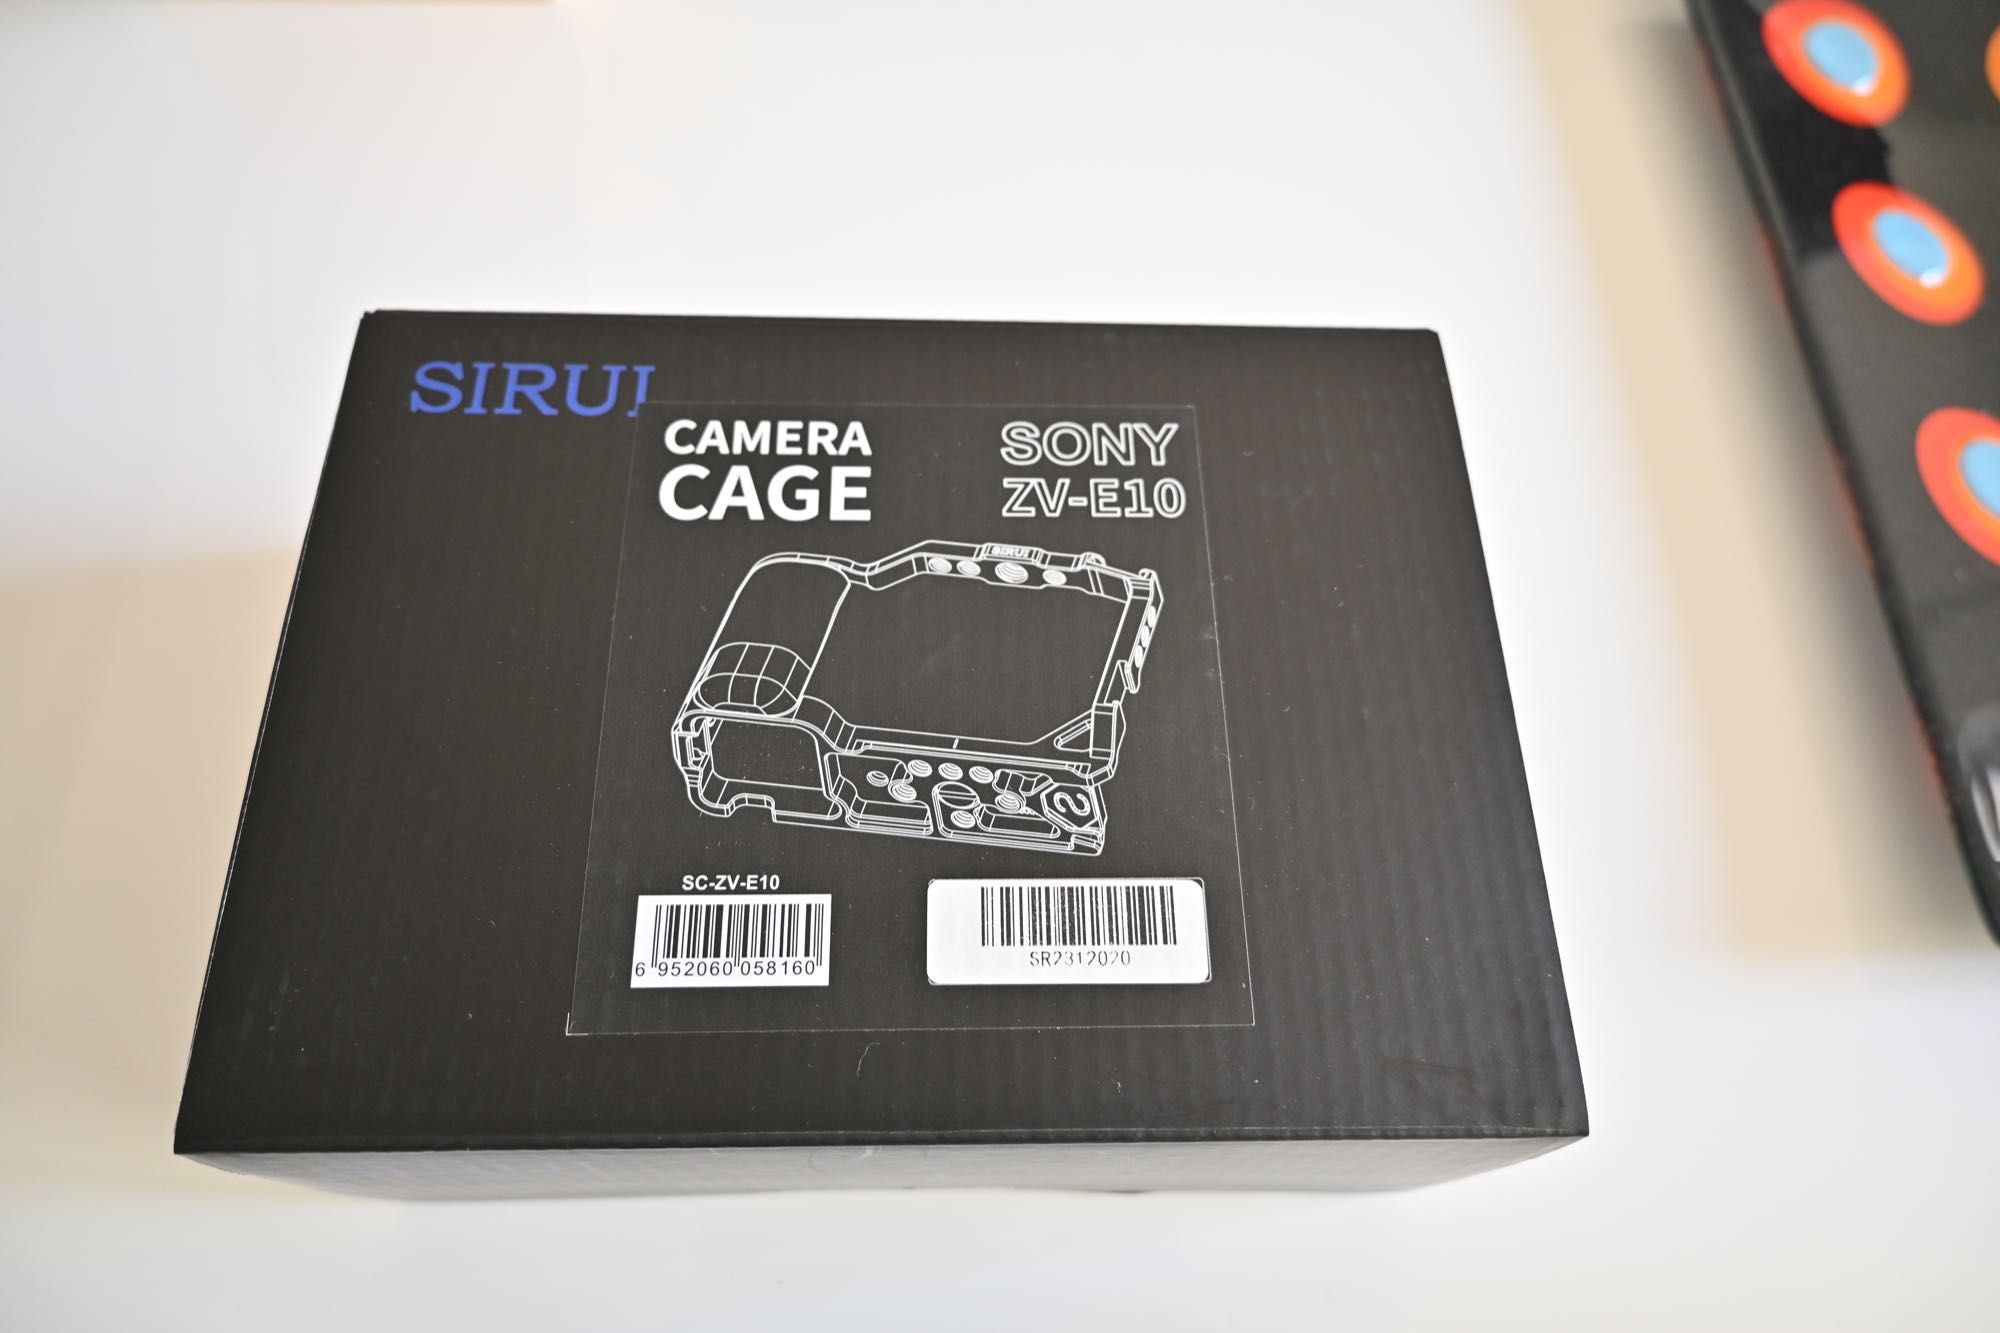 SIRUI
CAMERA
CAGE
SONY
ZV-E10
SIRUI
SC-ZV-E10
6 952060 058160
SR2312020